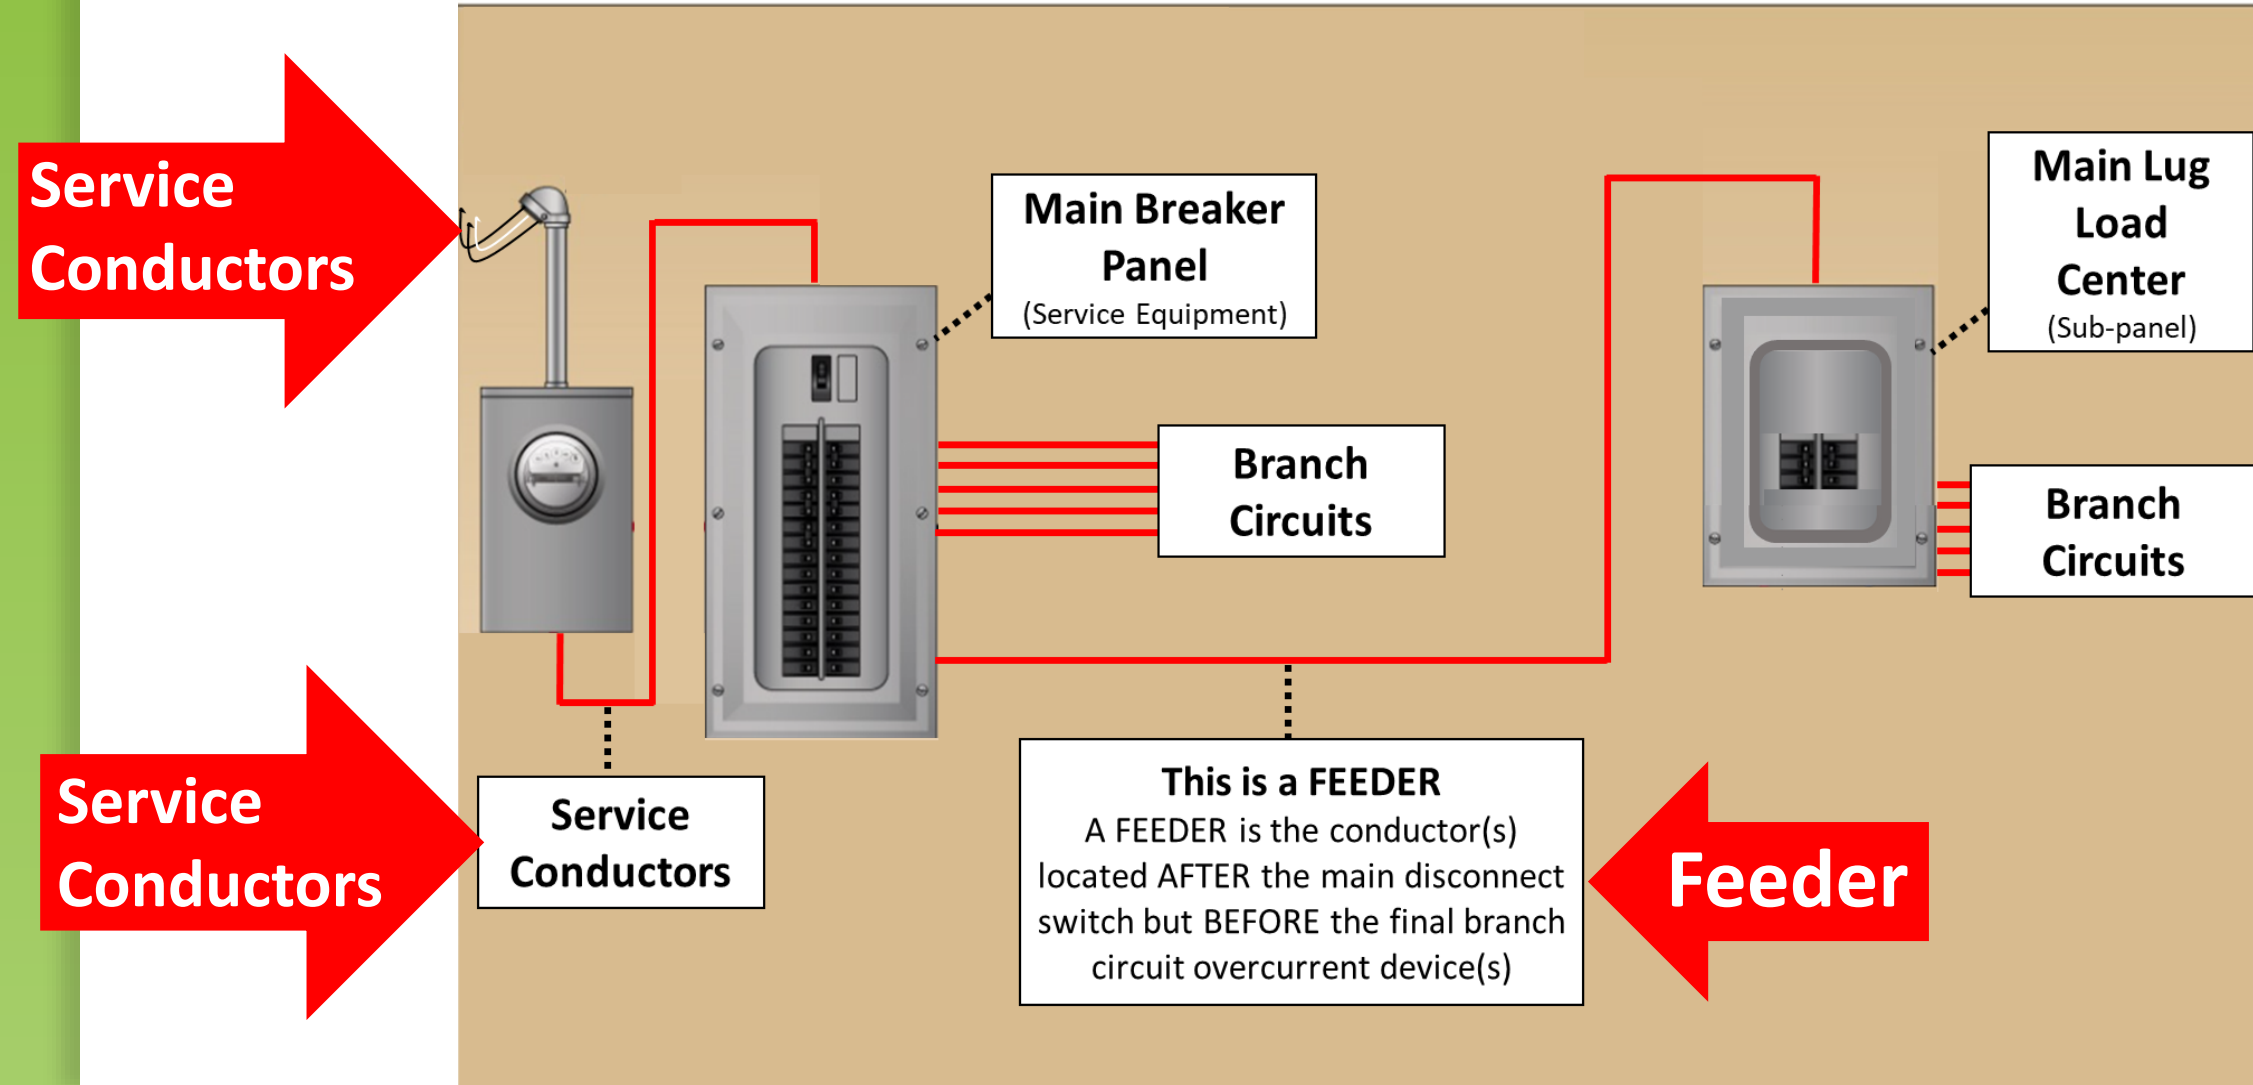 Service
Conductors
Main Breaker
Panel
(Service Equipment)
Main Lug
Load
Center
(Sub-panel)
Branch
Circuits
Branch
Circuits
Service
Conductors
Service
Conductors
This is a FEEDER
A FEEDER is the conductor(s)
located AFTER the main disconnect
switch but BEFORE the final branch
circuit overcurrent device(s)
Feeder